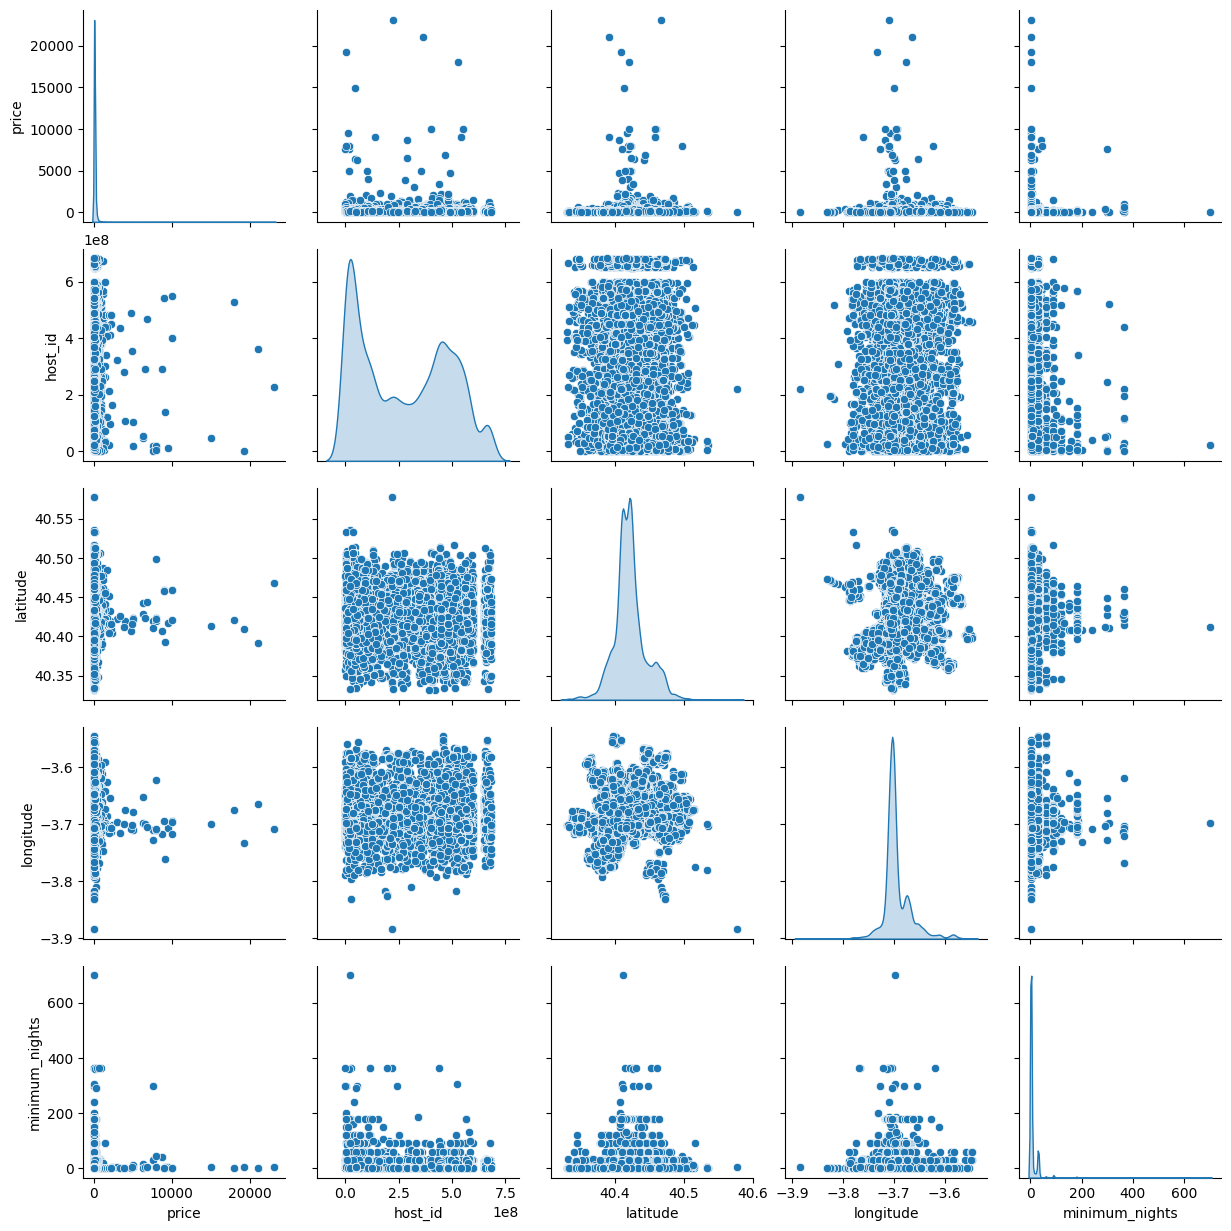 price
20000
15000
10000
5000
0
1e8
host_id
6
4
2
0
latitude
40.55
40.50
40.45
40.40
40.35
longitude
−3.6
−3.7
−3.8
−3.9
minimum_nights
600
400
200
0
0 10000 20000
0.0 2.5 5.0 7.5
1e8
40.4 40.5 40.6
−3.9 −3.8 −3.7 −3.6
0 200 400 600
price host_id latitude longitude minimum_nights